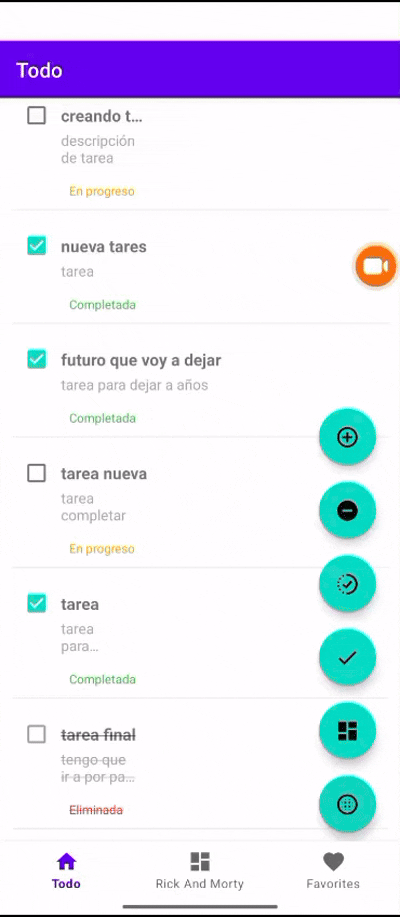 Todo
creando t...
descripción
de tarea
En progreso
nueva tares
tarea
Completada
futuro que voy a dejar
tarea para dejar a años
Completada
tarea nueva
tarea
completar
En progreso
tarea
tarea
para...
Completada
tarea final
tengo que
ir a por pa...
Eliminada
Todo
Rick And Morty
Favorites